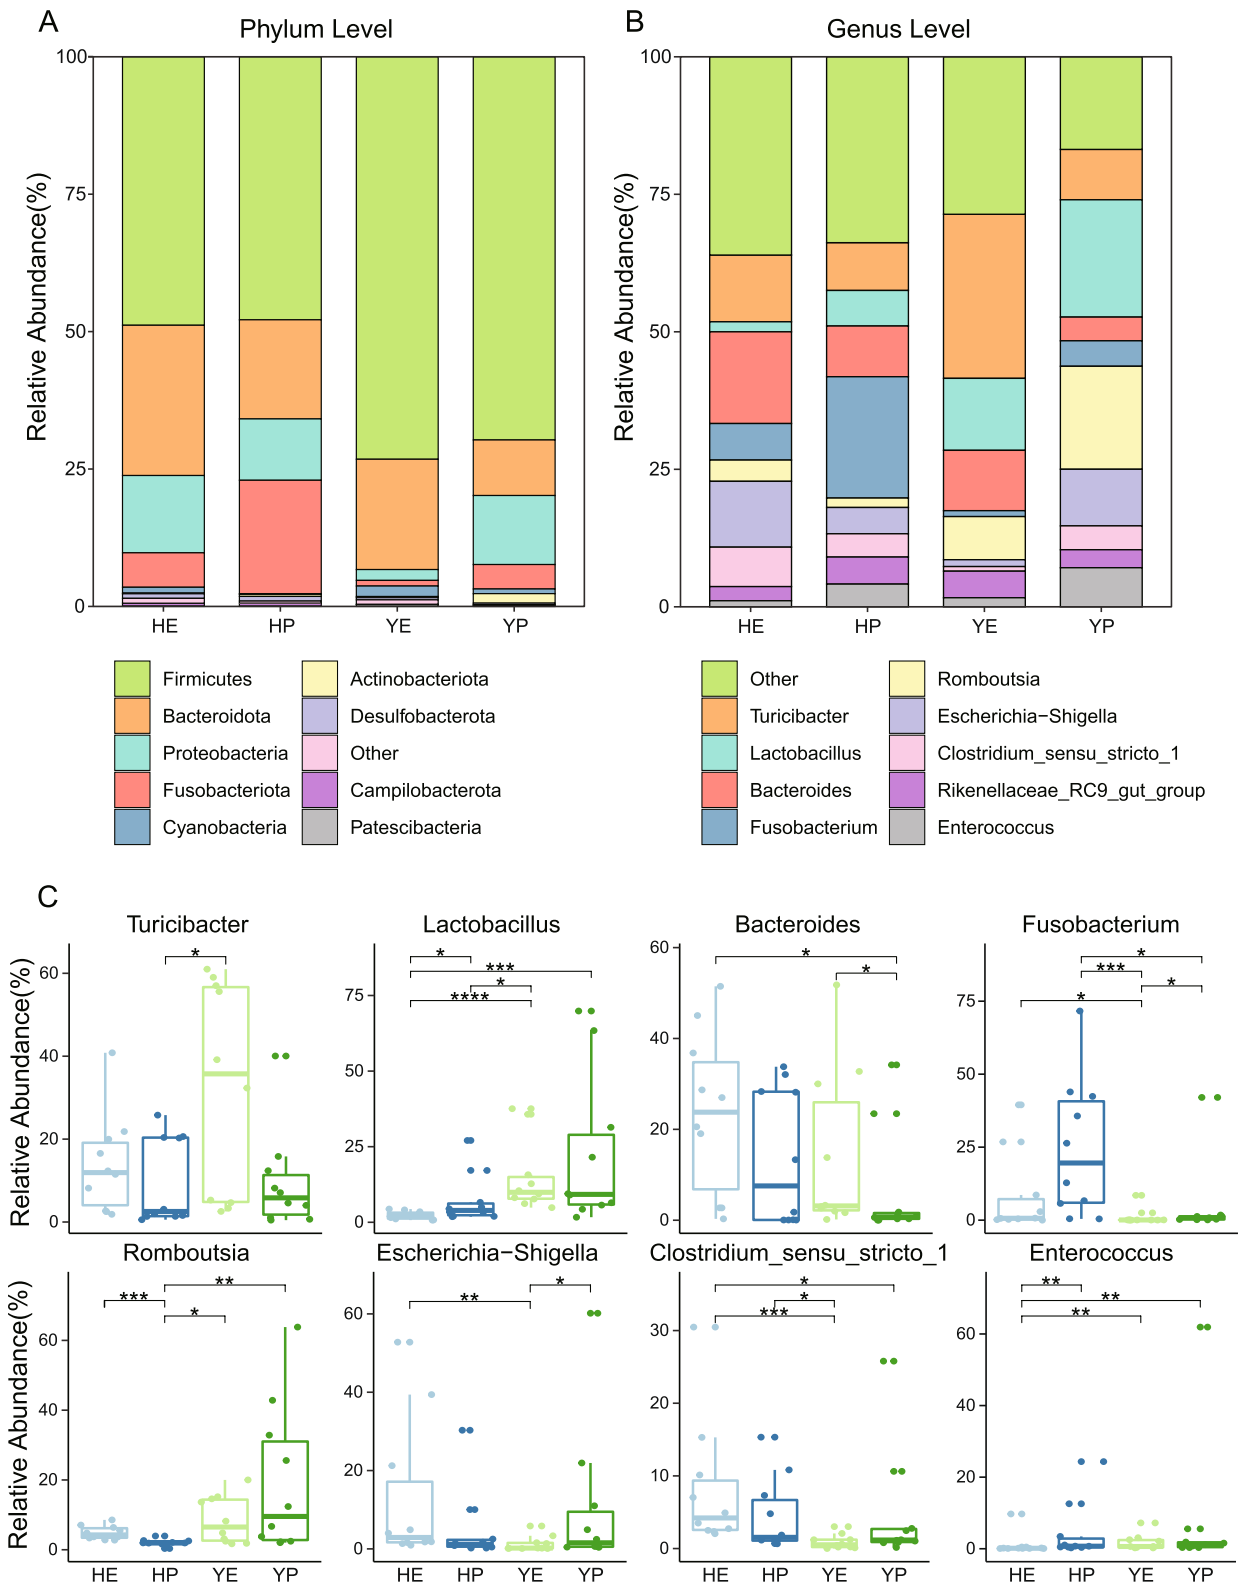 A
Phylum Level
Relative Abundance(%)
100
75
50
25
0
HE
HP
YE
YP
Firmicutes
Bacteroidota
Proteobacteria
Fusobacteriota
Cyanobacteria
Actinobacteriota
Desulfobacterota
Other
Campilobacterota
Patescibacteria
B
Genus Level
Relative Abundance(%)
100
75
50
25
0
HE
HP
YE
YP
Other
Turicibacter
Lactobacillus
Bacteroides
Fusobacterium
Romboutsia
Escherichia−Shigella
Clostridium_sensu_stricto_1
Rikenellaceae_RC9_gut_group
Enterococcus
C
Turicibacter
Relative Abundance(%)
60
40
20
0
*
Lactobacillus
75
50
25
0
*
***
*
****
Bacteroides
60
40
20
0
*
*
Fusobacterium
75
50
25
0
*
***
*
*
Romboutsia
Relative Abundance(%)
60
40
20
0
**
***
*
HE
HP
YE
YP
Escherichia−Shigella
60
40
20
0
*
**
HE
HP
YE
YP
Clostridium_sensu_stricto_1
30
20
10
0
*
*
***
HE
HP
YE
YP
Enterococcus
60
40
20
0
**
**
**
HE
HP
YE
YP